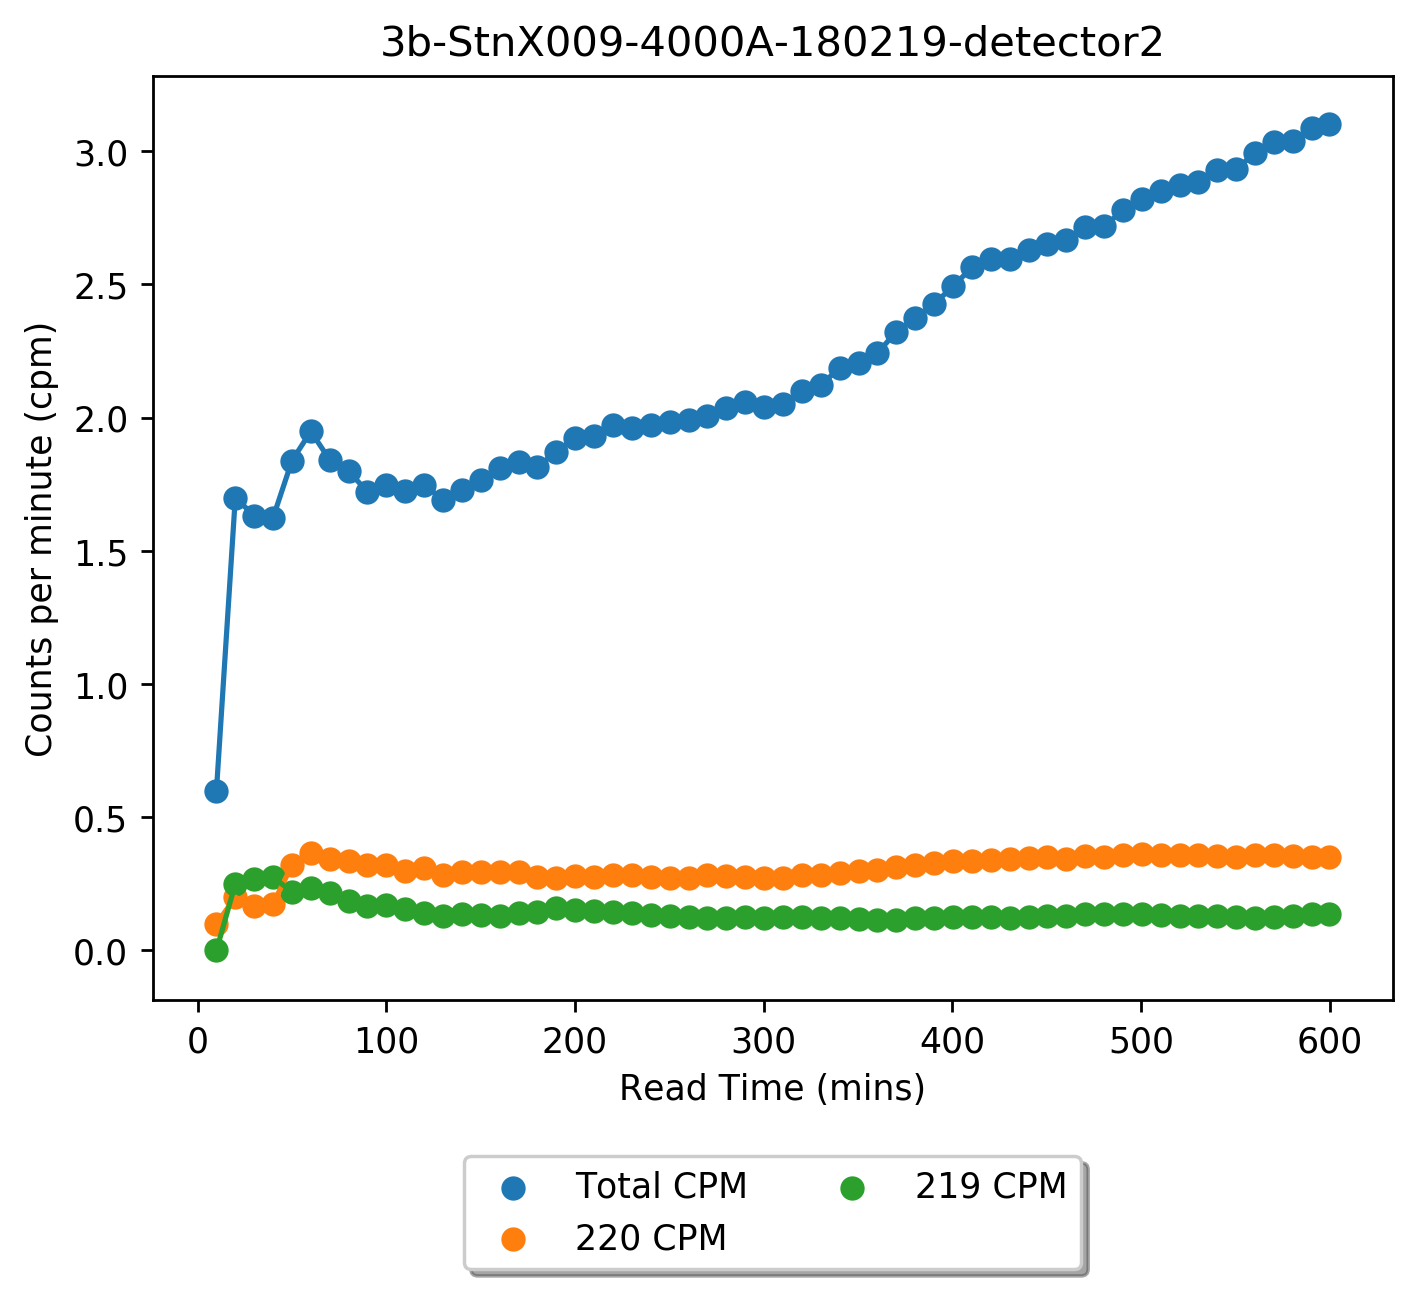 3b-StnX009-4000A-180219-detector2
Counts per minute (cpm)
3.0
2.5
2.0
1.5
1.0
0.5
0.0
0 100 200 300 400 500 600
Read Time (mins)
Total CPM 219 CPM
220 CPM